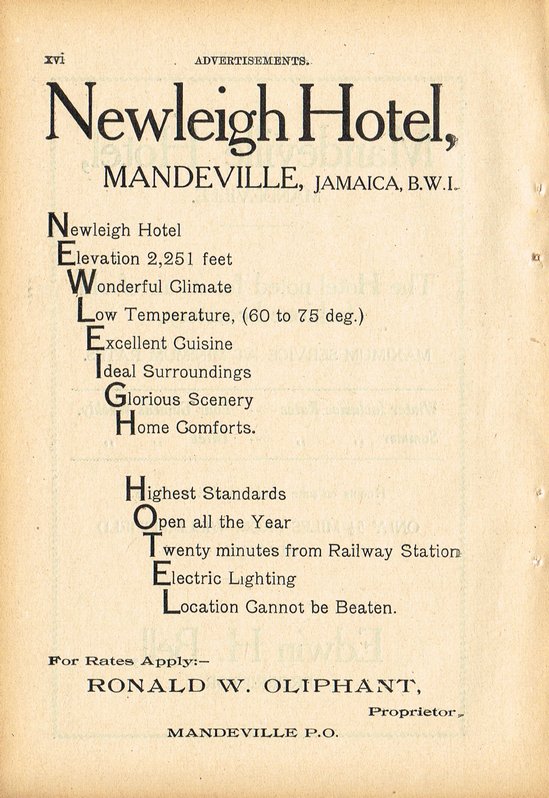 xvi ADVERTISEMENTS.
Newleigh Hotel,
MANDEVILLE, JAMAICA, B.W.I.
Newleigh Hotel
Elevation 2,251 feet
Wonderful Climate
Low Temperature, (60 to 75 deg.)
Excellent Cuisine
Ideal Surroundings
Glorious Scenery
Home Comforts.
Highest Standards
Open all the Year
Twenty minutes from Railway Station
Electric Lighting
Location Cannot be Beaten.
For Rates Apply:—
RONALD W. OLIPHANT,
Proprietor,
MANDEVILLE P.O.